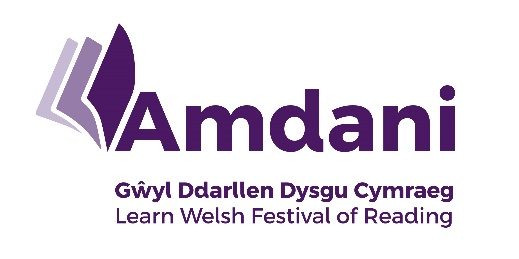 Amdani
Gŵyl Ddarllen Dysgu Cymraeg
Learn Welsh Festival of Reading